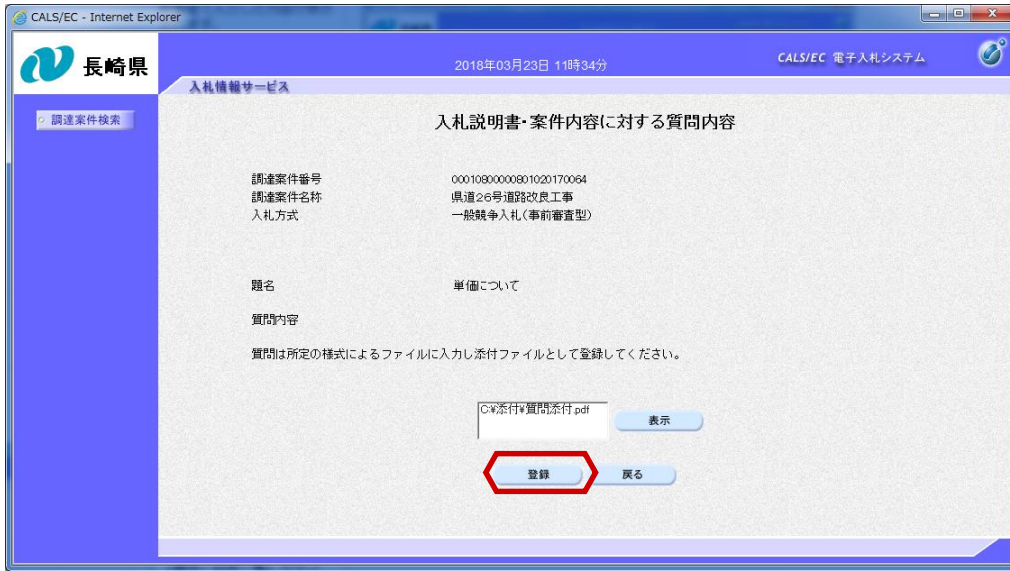 CALS/EC - Internet Explorer
長崎県
2018年03月23日 11時34分
CALS/EC 電子入札システム
入札情報サービス
調達案件検索
入札説明書・案件内容に対する質問内容
調達案件番号 00010800000801020170064
調達案件名称 県道26号道路改良工事
入札方式 一般競争入札(事前審査型)
題名 単価について
質問内容
質問は所定の様式によるファイルに入力し添付ファイルとして登録してください。
C:¥添付¥質問添付.pdf
表示
登録 戻る